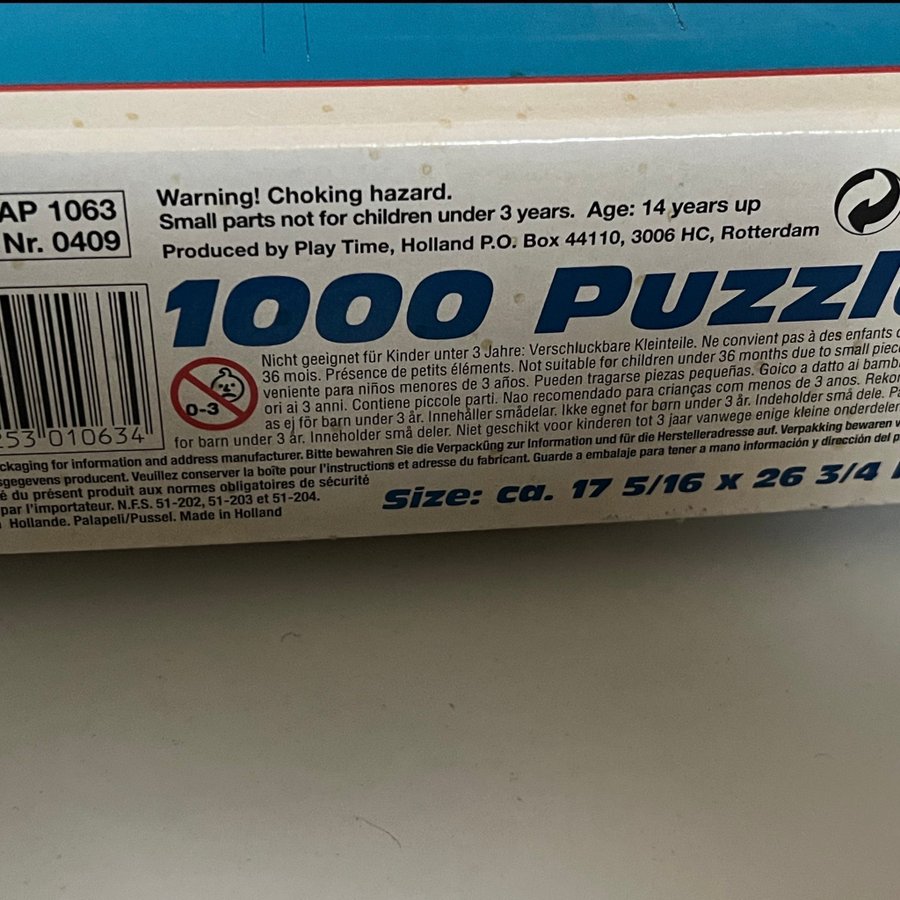 AP 1063
Nr. 0409
Warning! Choking hazard.
Small parts not for children under 3 years. Age: 14 years up
Produced by Play Time, Holland P.O. Box 44110, 3006 HC, Rotterdam
1000 Puzzle
0-3
Nicht geeignet für Kinder unter 3 Jahre: Verschluckbare Kleinteile. Ne convient pas à des enfants
36 mois. Présence de petits éléments. Not suitable for children under 36 months due to small
veniente para niños menores de 3 años. Pueden tragarse piezas pequeñas. Goico a datto ai
ori ai 3 anni. Contiene piccole parti. Nao recomendado para crianças com menos de 3 anos.
as ej för barn under 3 år. Innehåller smådelar. Ikke egnet for børn under 3 år. Indeholder små dele.
for barn under 3 år. Inneholder små deler. Niet geschikt voor kinderen tot 3 jaar vanwege enige kleine onderdelen
53 010634
ckaging for information and address manufacturer. Bitte bewahren Sie die Verpackûng zur Information und für die Herstelleradresse auf. Verpakking bewaren
sgegevens producent. Veuillez conserver la boîte pour l'instructions et adresse du fabricant. Guarde a embalaje para tener a mano información y dirección del
é du présent produit aux normes obligatoires de sécurité
par l'importateur. N.F.S. 51-202, 51-203 et 51-204.
Hollande. Palapeli/Pussel. Made in Holland
Size: ca. 17 5/16 x 26 3/4